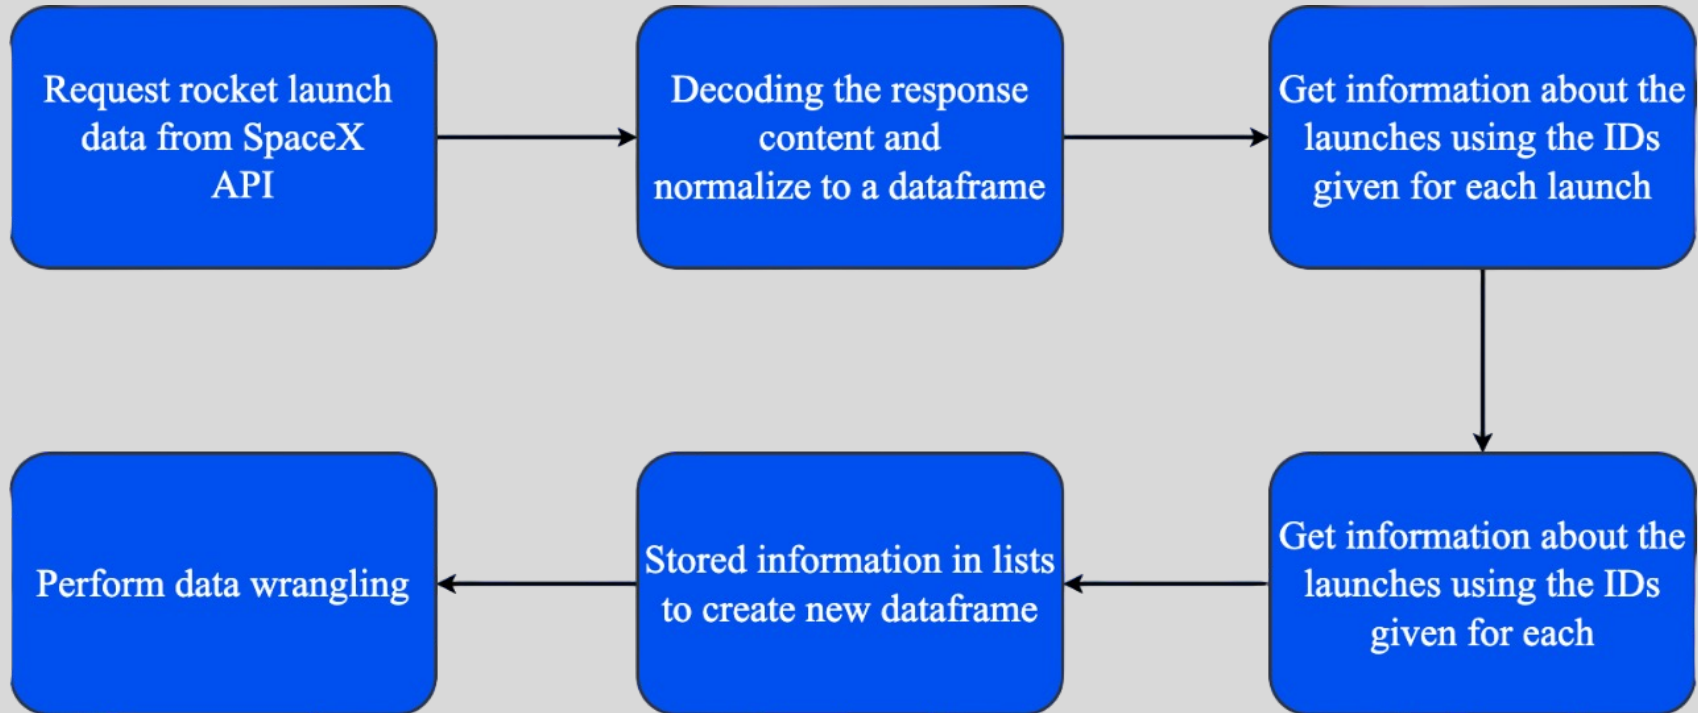 Request rocket launch
data from SpaceX
API
Decoding the response
content and
normalize to a dataframe
Get information about the
launches using the IDs
given for each launch
Get information about the
launches using the IDs
given for each
Stored information in lists
to create new dataframe
Perform data wrangling